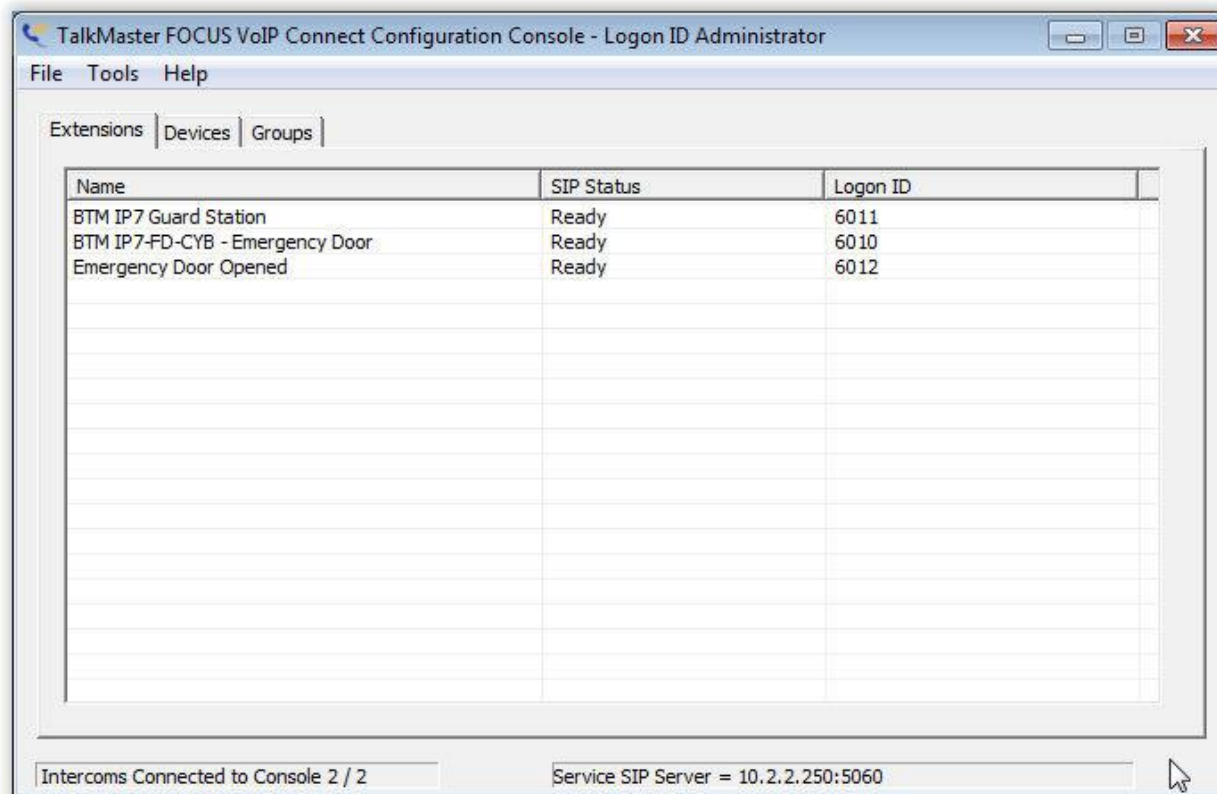 TalkMaster FOCUS VoIP Connect Configuration Console - Logon ID Administrator
File Tools Help
Extensions Devices Groups
Name SIP Status Logon ID
BTM IP7 Guard Station Ready 6011
BTM IP7-FD-CYB - Emergency Door Ready 6010
Emergency Door Opened Ready 6012
Intercoms Connected to Console 2 / 2 Service SIP Server = 10.2.2.250:5060